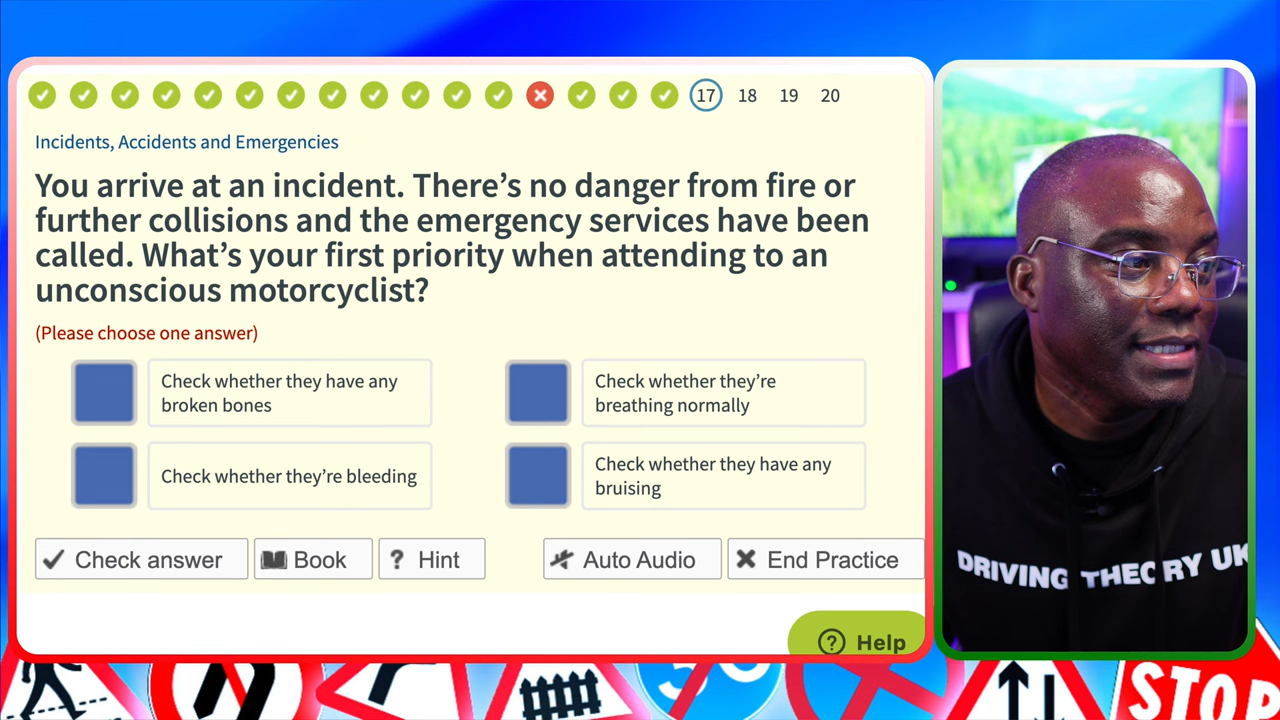 17 18 19 20
Incidents, Accidents and Emergencies
You arrive at an incident. There’s no danger from fire or
further collisions and the emergency services have been
called. What’s your first priority when attending to an
unconscious motorcyclist?
(Please choose one answer)
Check whether they have any
broken bones
Check whether they’re
breathing normally
Check whether they’re bleeding
Check whether they have any
bruising
Check answer
Book
? Hint
Auto Audio
End Practice
? Help
DRIVING THEORY UK
STOP